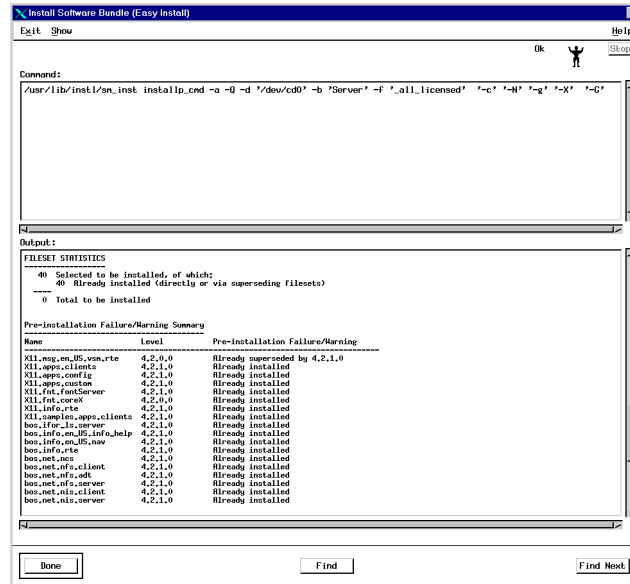 Install Software Bundle (Easy Install)
Exit Show Help
Ok Stop
Command:
/usr/lib/instl/sm_inst installp_cmd -a -Q -d '/dev/cd0' -b 'Server' -f '_all_licensed' '-c' '-N' '-g' '-X' '-G'
Output:
FILESET STATISTICS
------------------
40 Selected to be installed, of which:
40 Already installed (directly or via superseding filesets)
----
0 Total to be installed
Pre-installation Failure/Warning Summary
----------------------------------------
Name Level Pre-installation Failure/Warning
-------------------------------------------------------------------------------
X11.msg.en_US.vsm.rte 4.2.0.0 Already superseded by 4.2.1.0
X11.apps.clients 4.2.1.0 Already installed
X11.apps.config 4.2.1.0 Already installed
X11.apps.custom 4.2.1.0 Already installed
X11.fnt.fontServer 4.2.1.0 Already installed
X11.fnt.coreX 4.2.0.0 Already installed
X11.info.rte 4.2.1.0 Already installed
X11.samples.apps.clients 4.2.1.0 Already installed
bos.ifor_ls.server 4.2.1.0 Already installed
bos.info.en_US.info_help 4.2.1.0 Already installed
bos.info.en_US.nav 4.2.1.0 Already installed
bos.info.rte 4.2.1.0 Already installed
bos.net.ncs 4.2.1.0 Already installed
bos.net.nfs.client 4.2.1.0 Already installed
bos.net.nfs.adt 4.2.1.0 Already installed
bos.net.nfs.server 4.2.1.0 Already installed
bos.net.nis.client 4.2.1.0 Already installed
bos.net.nis.server 4.2.1.0 Already installed
Done Find Find Next